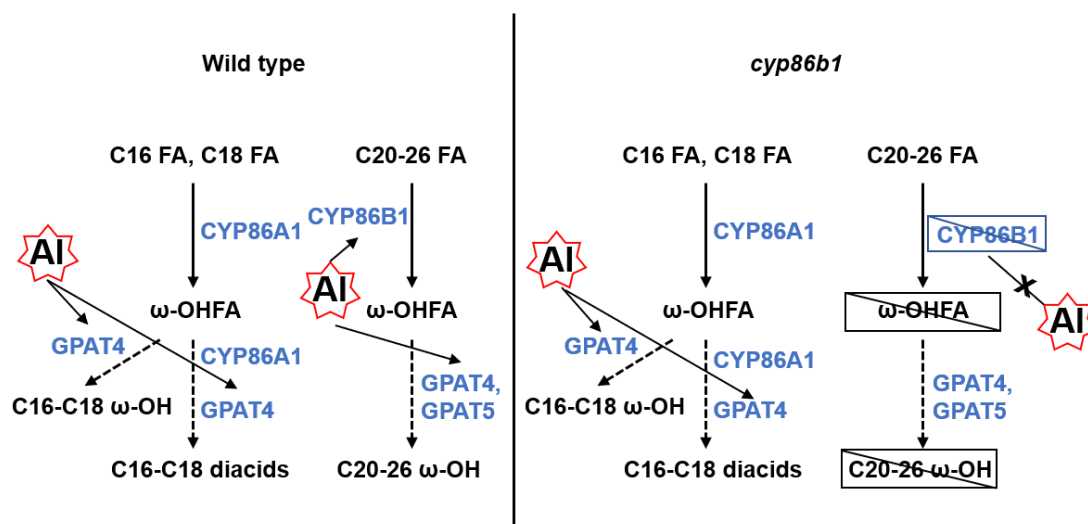 Wild type
C16 FA, C18 FA
C20-26 FA
CYP86B1
CYP86A1
Al
Al
ω-OHFA
ω-OHFA
GPAT4
CYP86A1
GPAT4,
GPAT5
C16-C18 ω-OH
GPAT4
C16-C18 diacids
C20-26 ω-OH
cyp86b1
C16 FA, C18 FA
C20-26 FA
CYP86A1
CYP86B1
Al
X
ω-OHFA
ω-OHFA
Al
GPAT4
CYP86A1
GPAT4,
GPAT5
C16-C18 ω-OH
GPAT4
C16-C18 diacids
C20-26 ω-OH